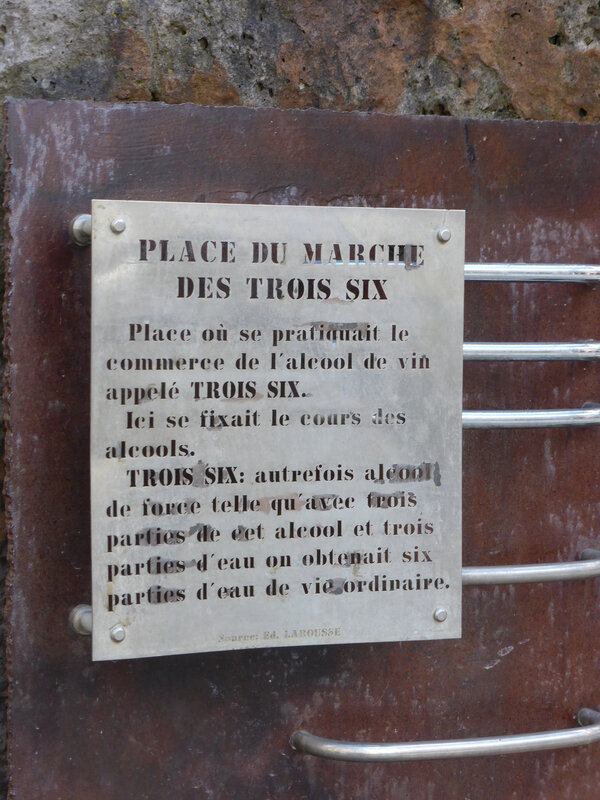 PLACE DU MARCHE
DES TROIS SIX
Place où se pratiquait le
commerce de l'alcool de vin
appelé TROIS SIX.
Ici se fixait le cours des
alcools.
TROIS SIX: autrefois alcool
de force telle qu'avec trois
parties de cet alcool et trois
parties d'eau on obtenait six
parties d'eau de vie ordinaire.
Source: Ed. LAROUSSE